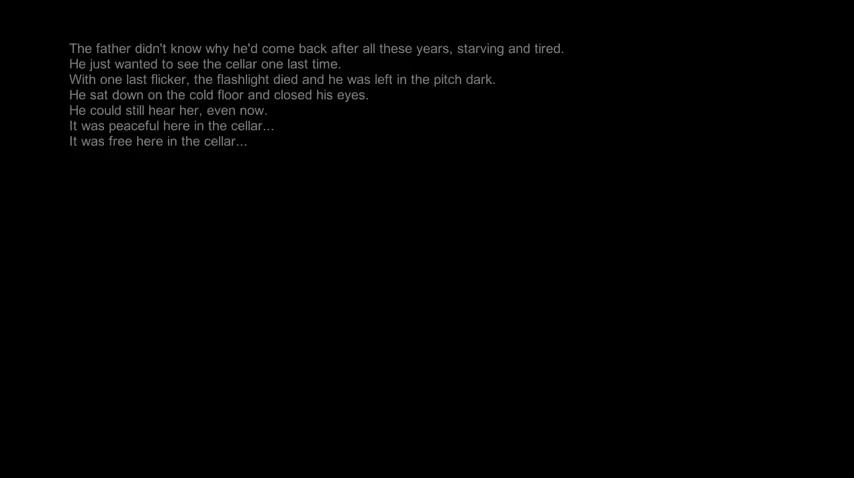 The father didn't know why he'd come back after all these years, starving and tired.
He just wanted to see the cellar one last time.
With one last flicker, the flashlight died and he was left in the pitch dark.
He sat down on the cold floor and closed his eyes.
He could still hear her, even now.
It was peaceful here in the cellar...
It was free here in the cellar...